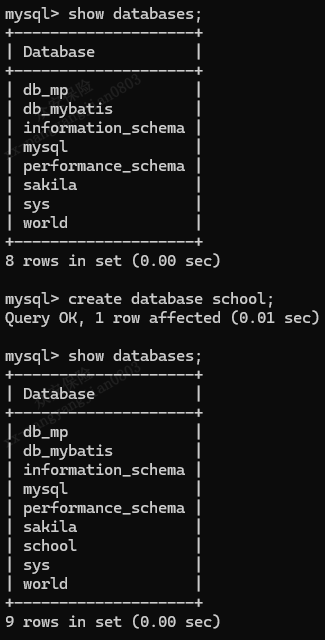 mysql> show databases;
+--------------------+
| Database           |
+--------------------+
| db_mp              |
| db_mybatis         |
| information_schema |
| mysql              |
| performance_schema |
| sakila             |
| sys                |
| world              |
+--------------------+
8 rows in set (0.00 sec)
mysql> create database school;
Query OK, 1 row affected (0.01 sec)
mysql> show databases;
+--------------------+
| Database           |
+--------------------+
| db_mp              |
| db_mybatis         |
| information_schema |
| mysql              |
| performance_schema |
| sakila             |
| school             |
| sys                |
| world              |
+--------------------+
9 rows in set (0.00 sec)